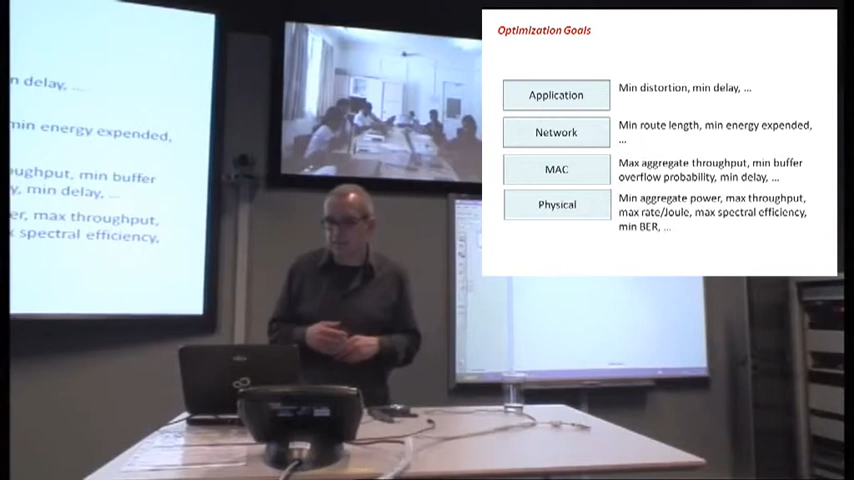 n delay, ...
min energy expended,
ughput, min buffer
y, min delay, ...
er, max throughput,
x spectral efficiency,
Optimization Goals
Application
Min distortion, min delay, ...
Network
Min route length, min energy expended,
...
MAC
Max aggregate throughput, min buffer
overflow probability, min delay, ...
Physical
Min aggregate power, max throughput,
max rate/Joule, max spectral efficiency,
min BER, ...